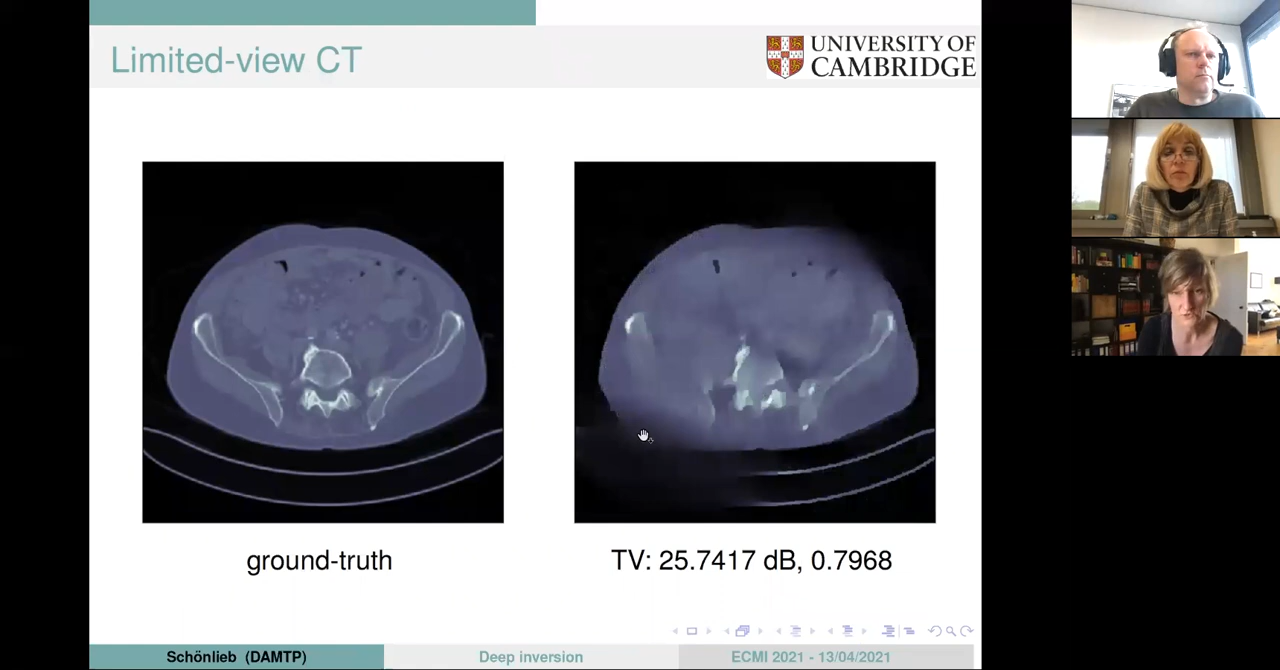 Limited-view CT
UNIVERSITY OF
CAMBRIDGE
ground-truth
TV: 25.7417 dB, 0.7968
Schönlieb (DAMTP)
Deep inversion
ECMI 2021 - 13/04/2021